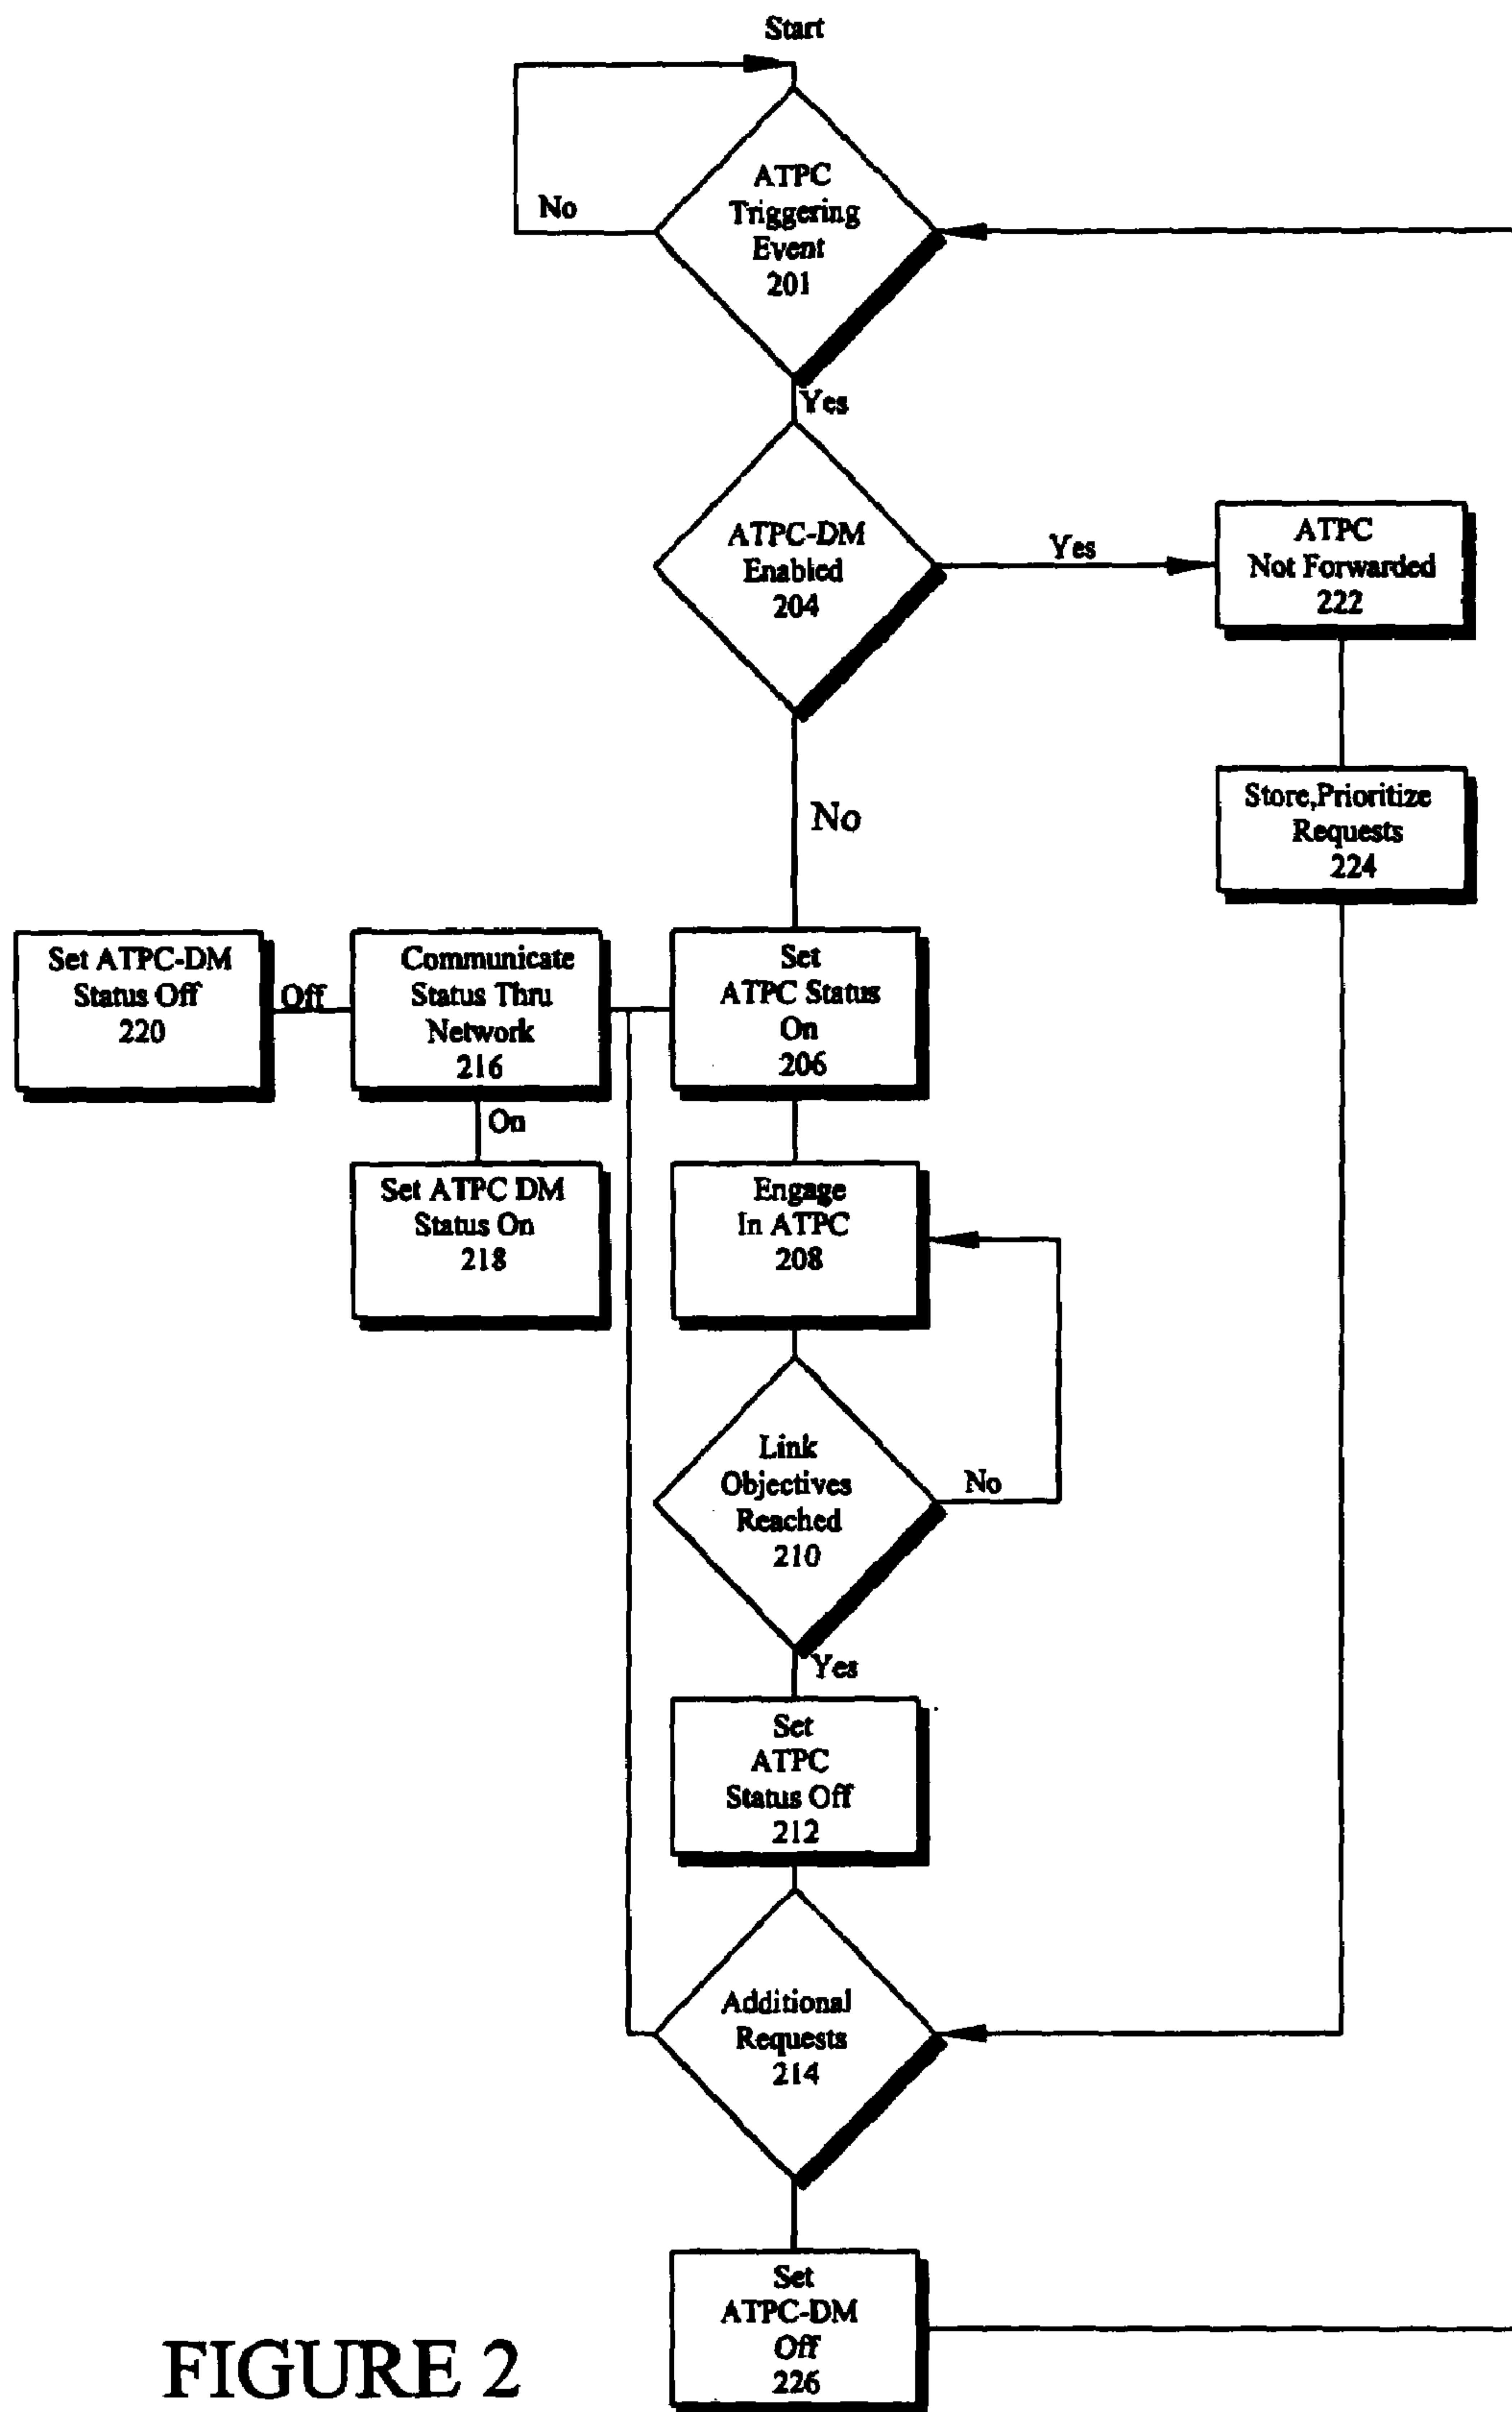 Start
ATPC
Triggering
Event
201
No
Yes
ATPC-DM
Enabled
204
Yes
ATPC
Not Forwarded
222
No
Store,Prioritize
Requests
224
Set ATPC-DM
Status Off
220
Off
Communicate
Status Thru
Network
216
Set
ATPC Status
On
206
On
Set ATPC DM
Status On
218
Engage
In ATPC
208
Link
Objectives
Reached
210
No
Yes
Set
ATPC
Status Off
212
Additional
Requests
214
Set
ATPC-DM
Off
226
FIGURE 2